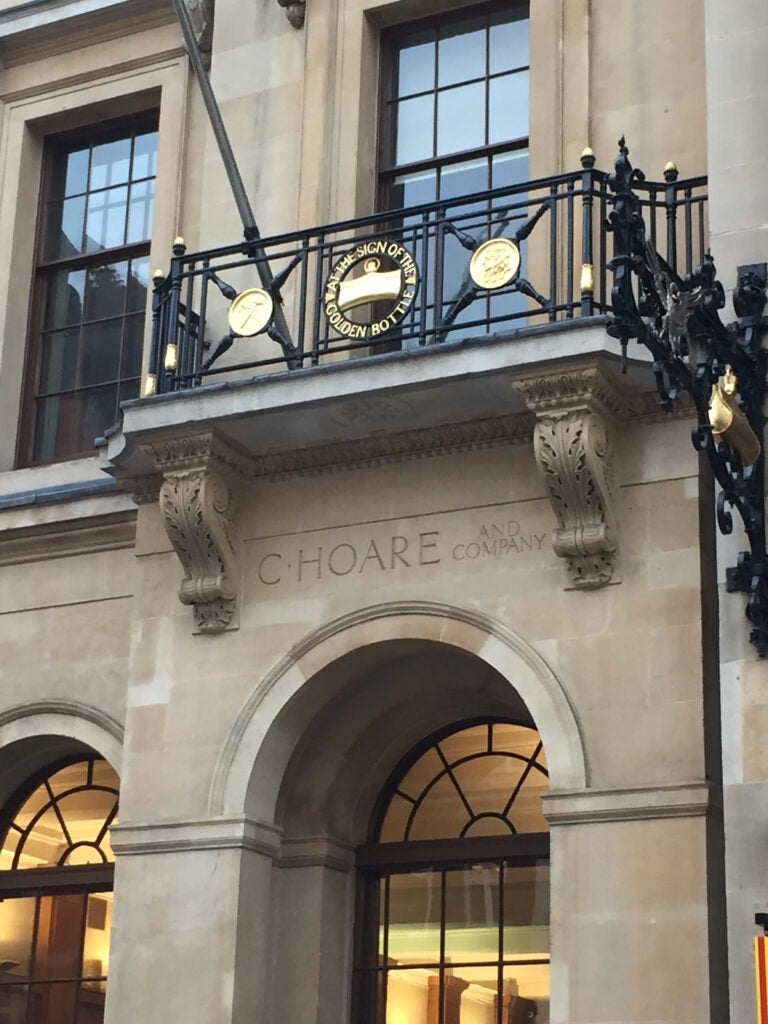 AT THE SIGN OF THE
GOLDEN BOTTLE
C·HOARE AND
COMPANY